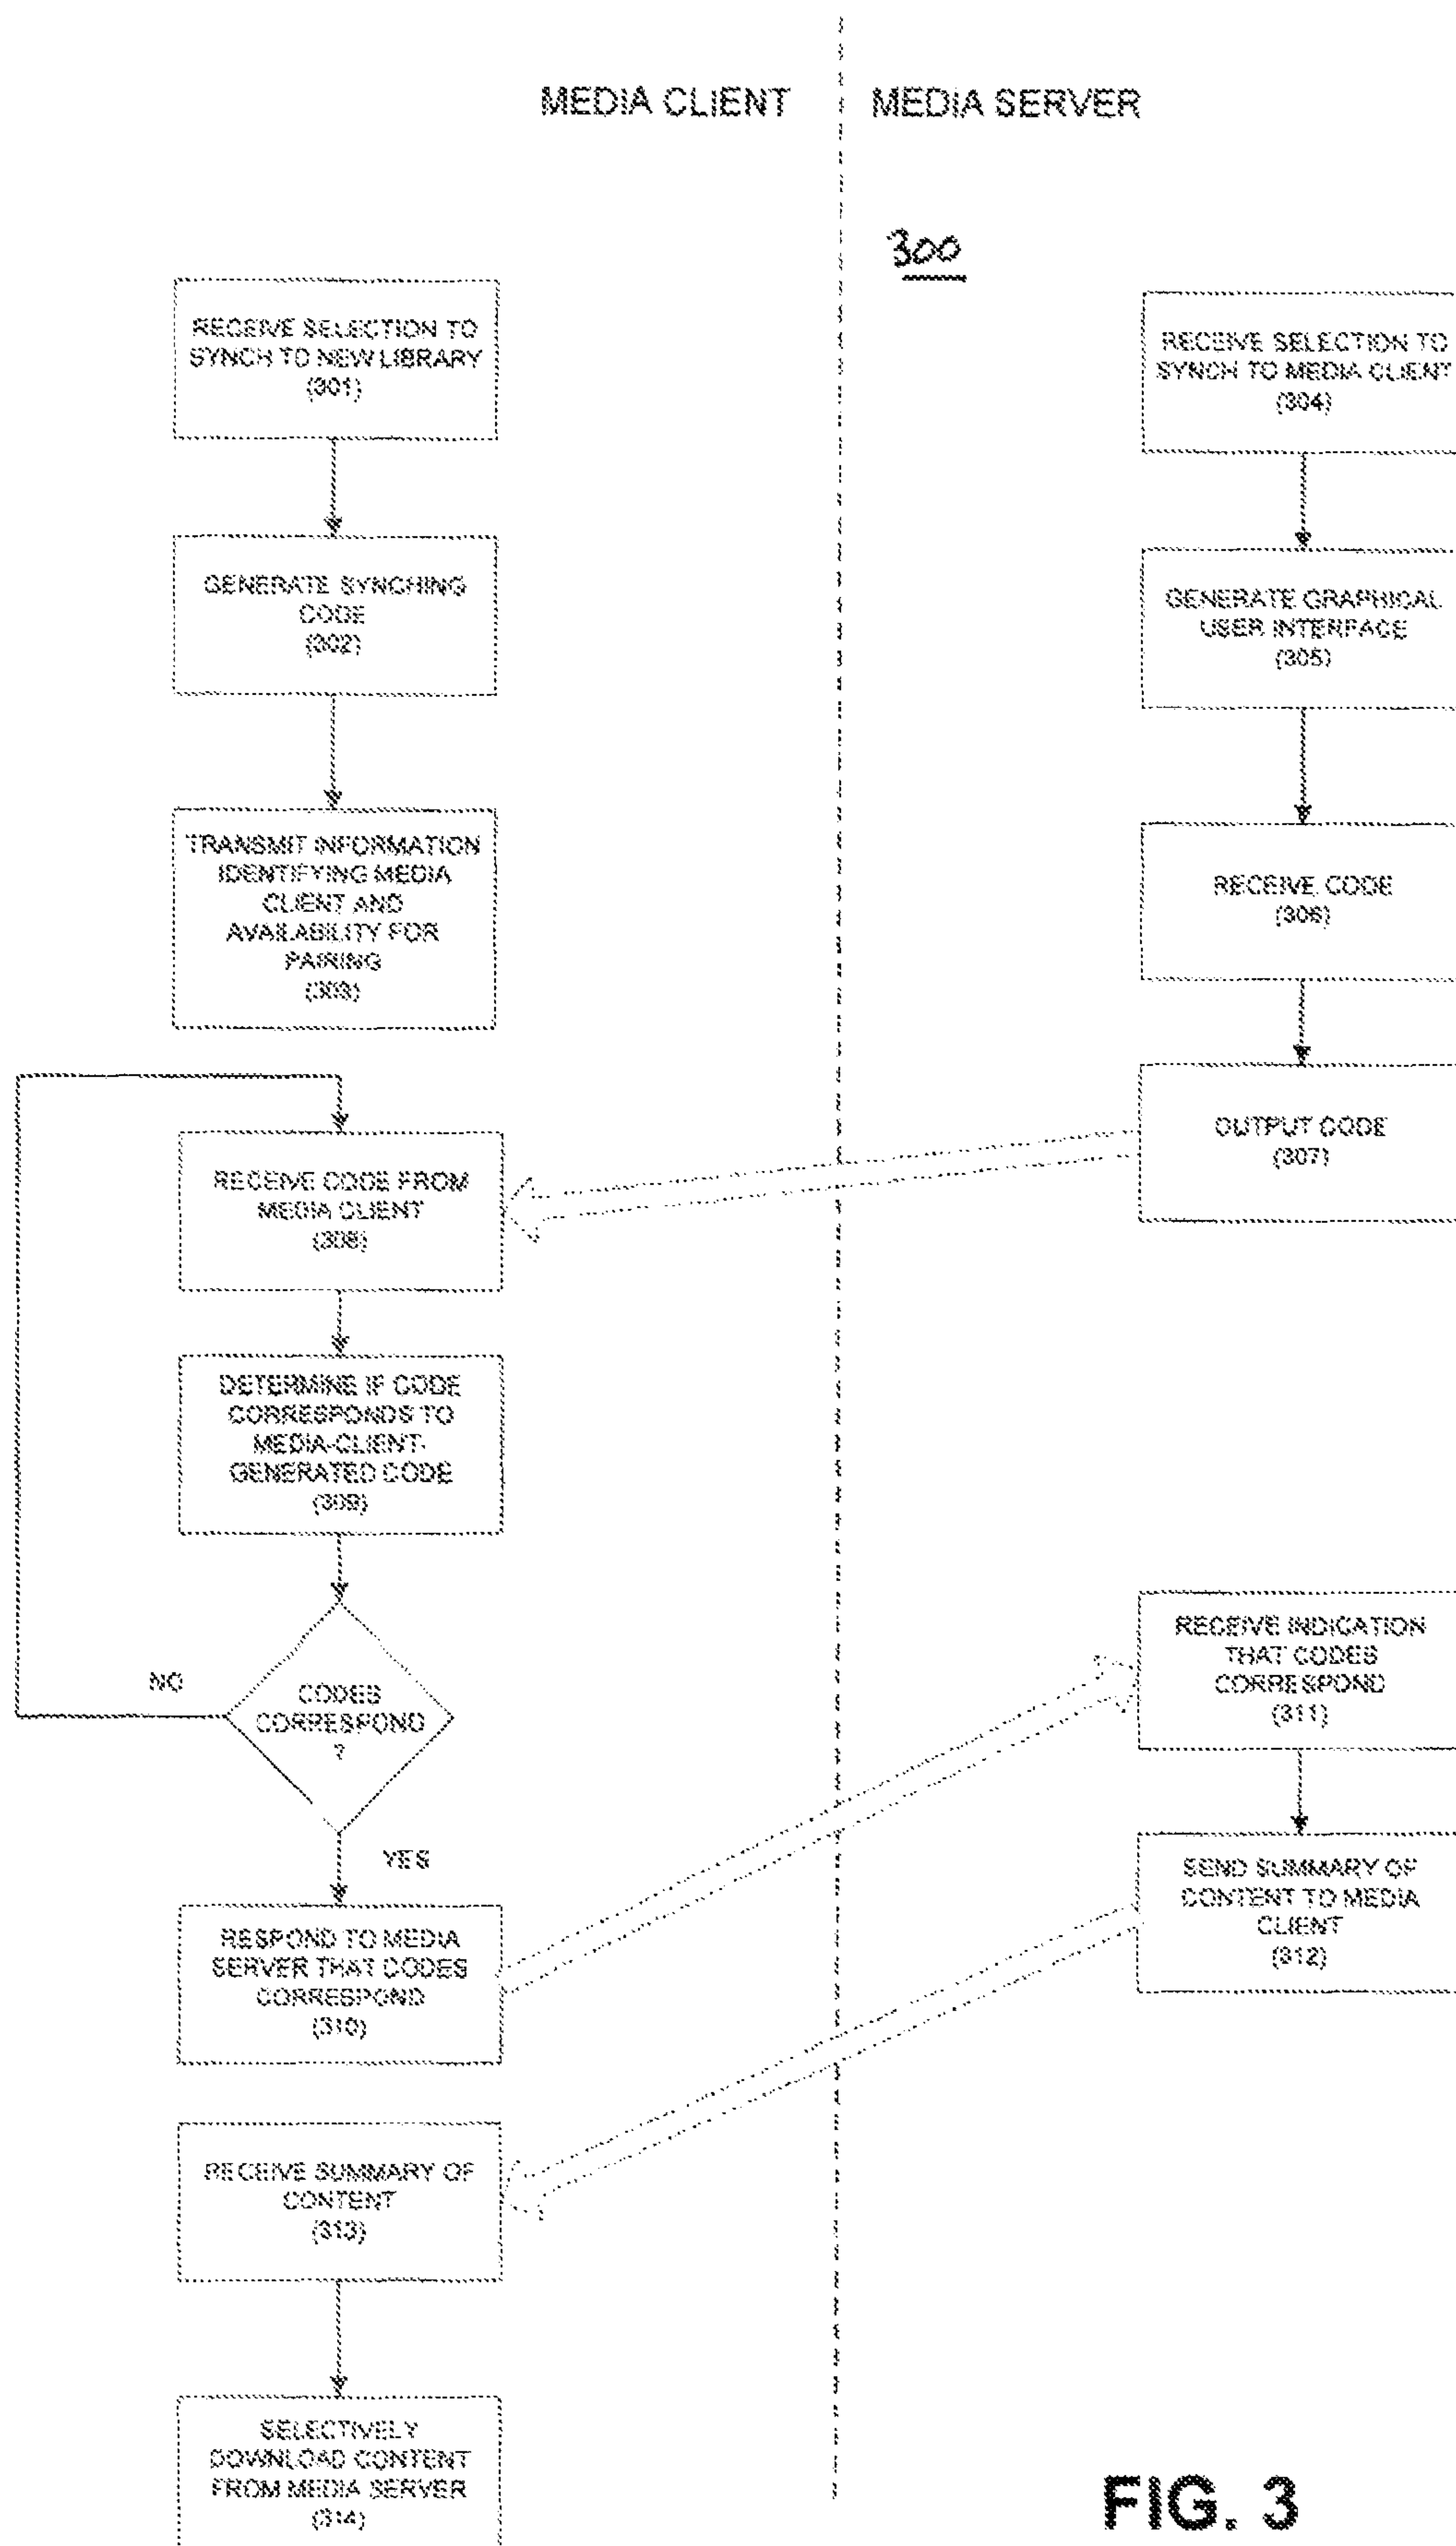 MEDIA CLIENT
MEDIA SERVER
300
RECEIVE SELECTION TO
SYNCH TO NEW LIBRARY
(301)
GENERATE SYNCHING
CODE
(302)
TRANSMIT INFORMATION
IDENTIFYING MEDIA
CLIENT AND
AVAILABILITY FOR
PAIRING
(303)
RECEIVE SELECTION TO
SYNCH TO MEDIA CLIENT
(304)
GENERATE GRAPHICAL
USER INTERFACE
(305)
RECEIVE CODE
(306)
OUTPUT CODE
(307)
RECEIVE CODE FROM
MEDIA CLIENT
(308)
DETERMINE IF CODE
CORRESPONDS TO
MEDIA-CLIENT-
GENERATED CODE
(309)
NO
CODES
CORRESPOND
?
YES
RESPOND TO MEDIA
SERVER THAT CODES
CORRESPOND
(310)
RECEIVE INDICATION
THAT CODES
CORRESPOND
(311)
SEND SUMMARY OF
CONTENT TO MEDIA
CLIENT
(312)
RECEIVE SUMMARY OF
CONTENT
(313)
SELECTIVELY
DOWNLOAD CONTENT
FROM MEDIA SERVER
(314)
FIG. 3